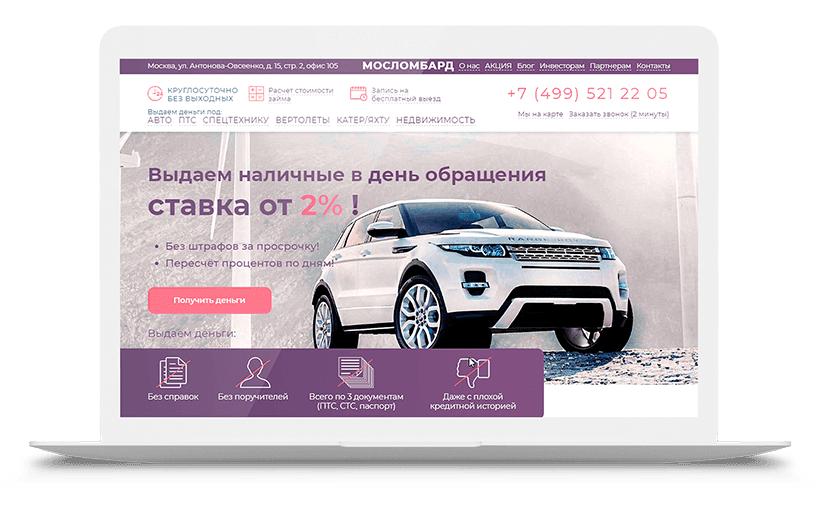 Москва, ул. Антонова-Овсеенко, д. 15, стр. 2, офис 105 МОСЛОМБАРД О нас АКЦИЯ Блог Инвесторам Партнерам Контакты
КРУГЛОСУТОЧНО
БЕЗ ВЫХОДНЫХ
24
Расчет стоимости
займа
Запись на
бесплатный выезд
+7 (499) 521 22 05
Выдаем деньги под:
АВТО ПТС СПЕЦТЕХНИКУ ВЕРТОЛЕТЫ КАТЕР/ЯХТУ НЕДВИЖИМОСТЬ
Мы на карте Заказать звонок (2 минуты)
Выдаем наличные в день обращения
ставка от 2% !
• Без штрафов за просрочку!
• Пересчёт процентов по дням!
Получить деньги
Выдаем деньги:
RANGE ROVER
Без справок
Без поручителей
Всего по 3 документам
(ПТС, СТС, паспорт)
Даже с плохой
кредитной историей